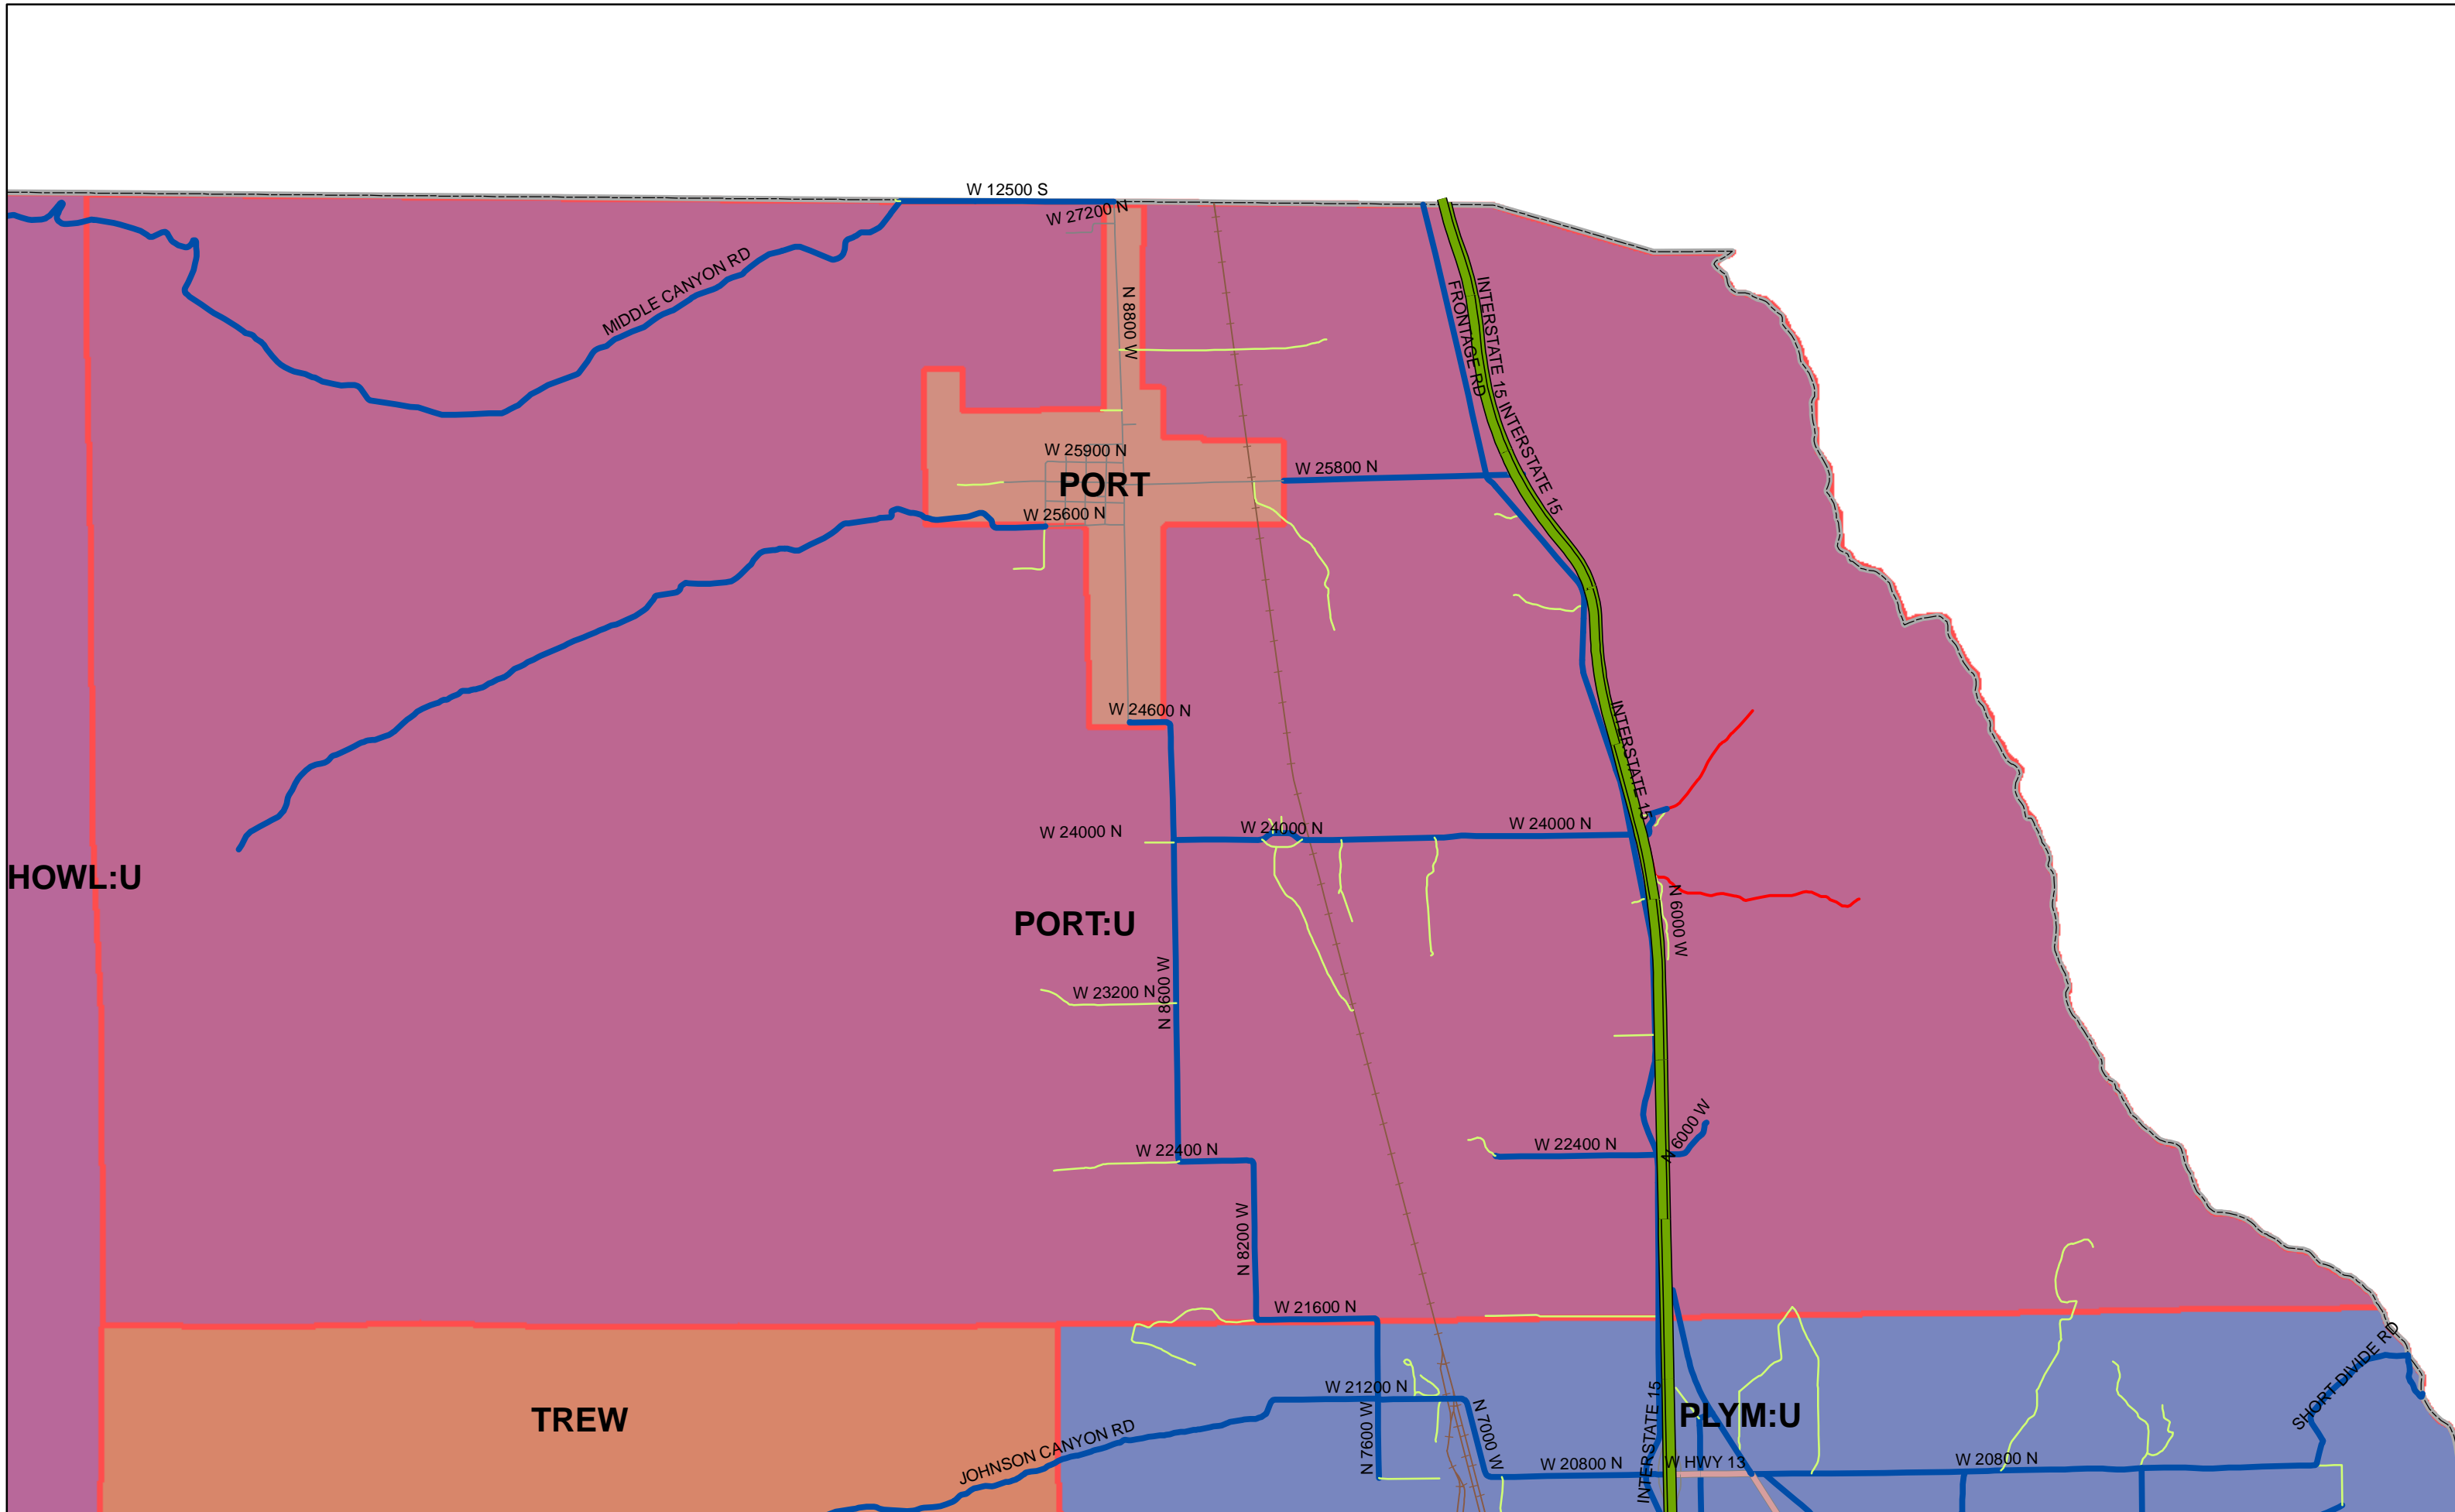 W 12500 S
W 27200 N
MIDDLE CANYON RD
N 8800 W
FRONTAGE RD
INTERSTATE 15
INTERSTATE 15
W 25900 N
W 25800 N
PORT
W 25600 N
W 24600 N
INTERSTATE 15
W 24000 N
W 24000 N
W 24000 N
HOWL:U
PORT:U
N 6000 W
W 23200 N
N 8600 W
N 6000 W
W 22400 N
W 22400 N
N 8200 W
W 21600 N
SHORT DIVIDE RD
W 21200 N
TREW
PLYM:U
JOHNSON CANYON RD
N 7600 W
N 7000 W
INTERSTATE 15
W 20800 N
W HWY 13
W 20800 N